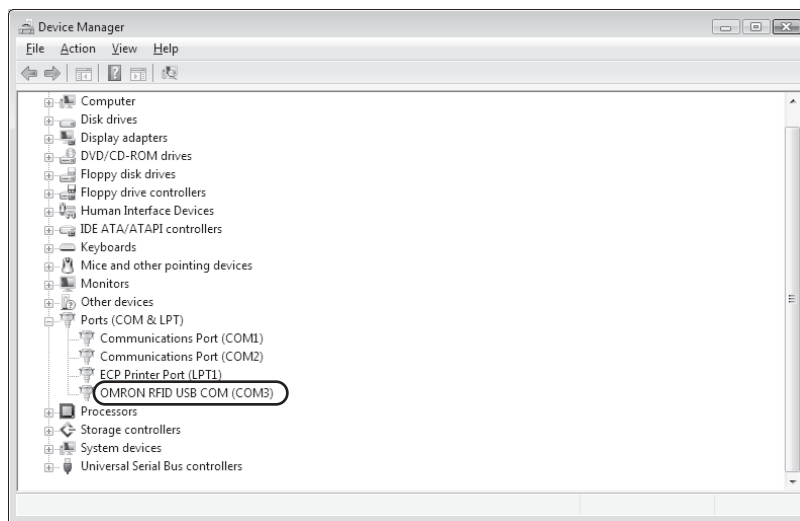 Device Manager
File Action View Help
Computer
Disk drives
Display adapters
DVD/CD-ROM drives
Floppy disk drives
Floppy drive controllers
Human Interface Devices
IDE ATA/ATAPI controllers
Keyboards
Mice and other pointing devices
Monitors
Other devices
Ports (COM & LPT)
Communications Port (COM1)
Communications Port (COM2)
ECP Printer Port (LPT1)
OMRON RFID USB COM (COM3)
Processors
Storage controllers
System devices
Universal Serial Bus controllers